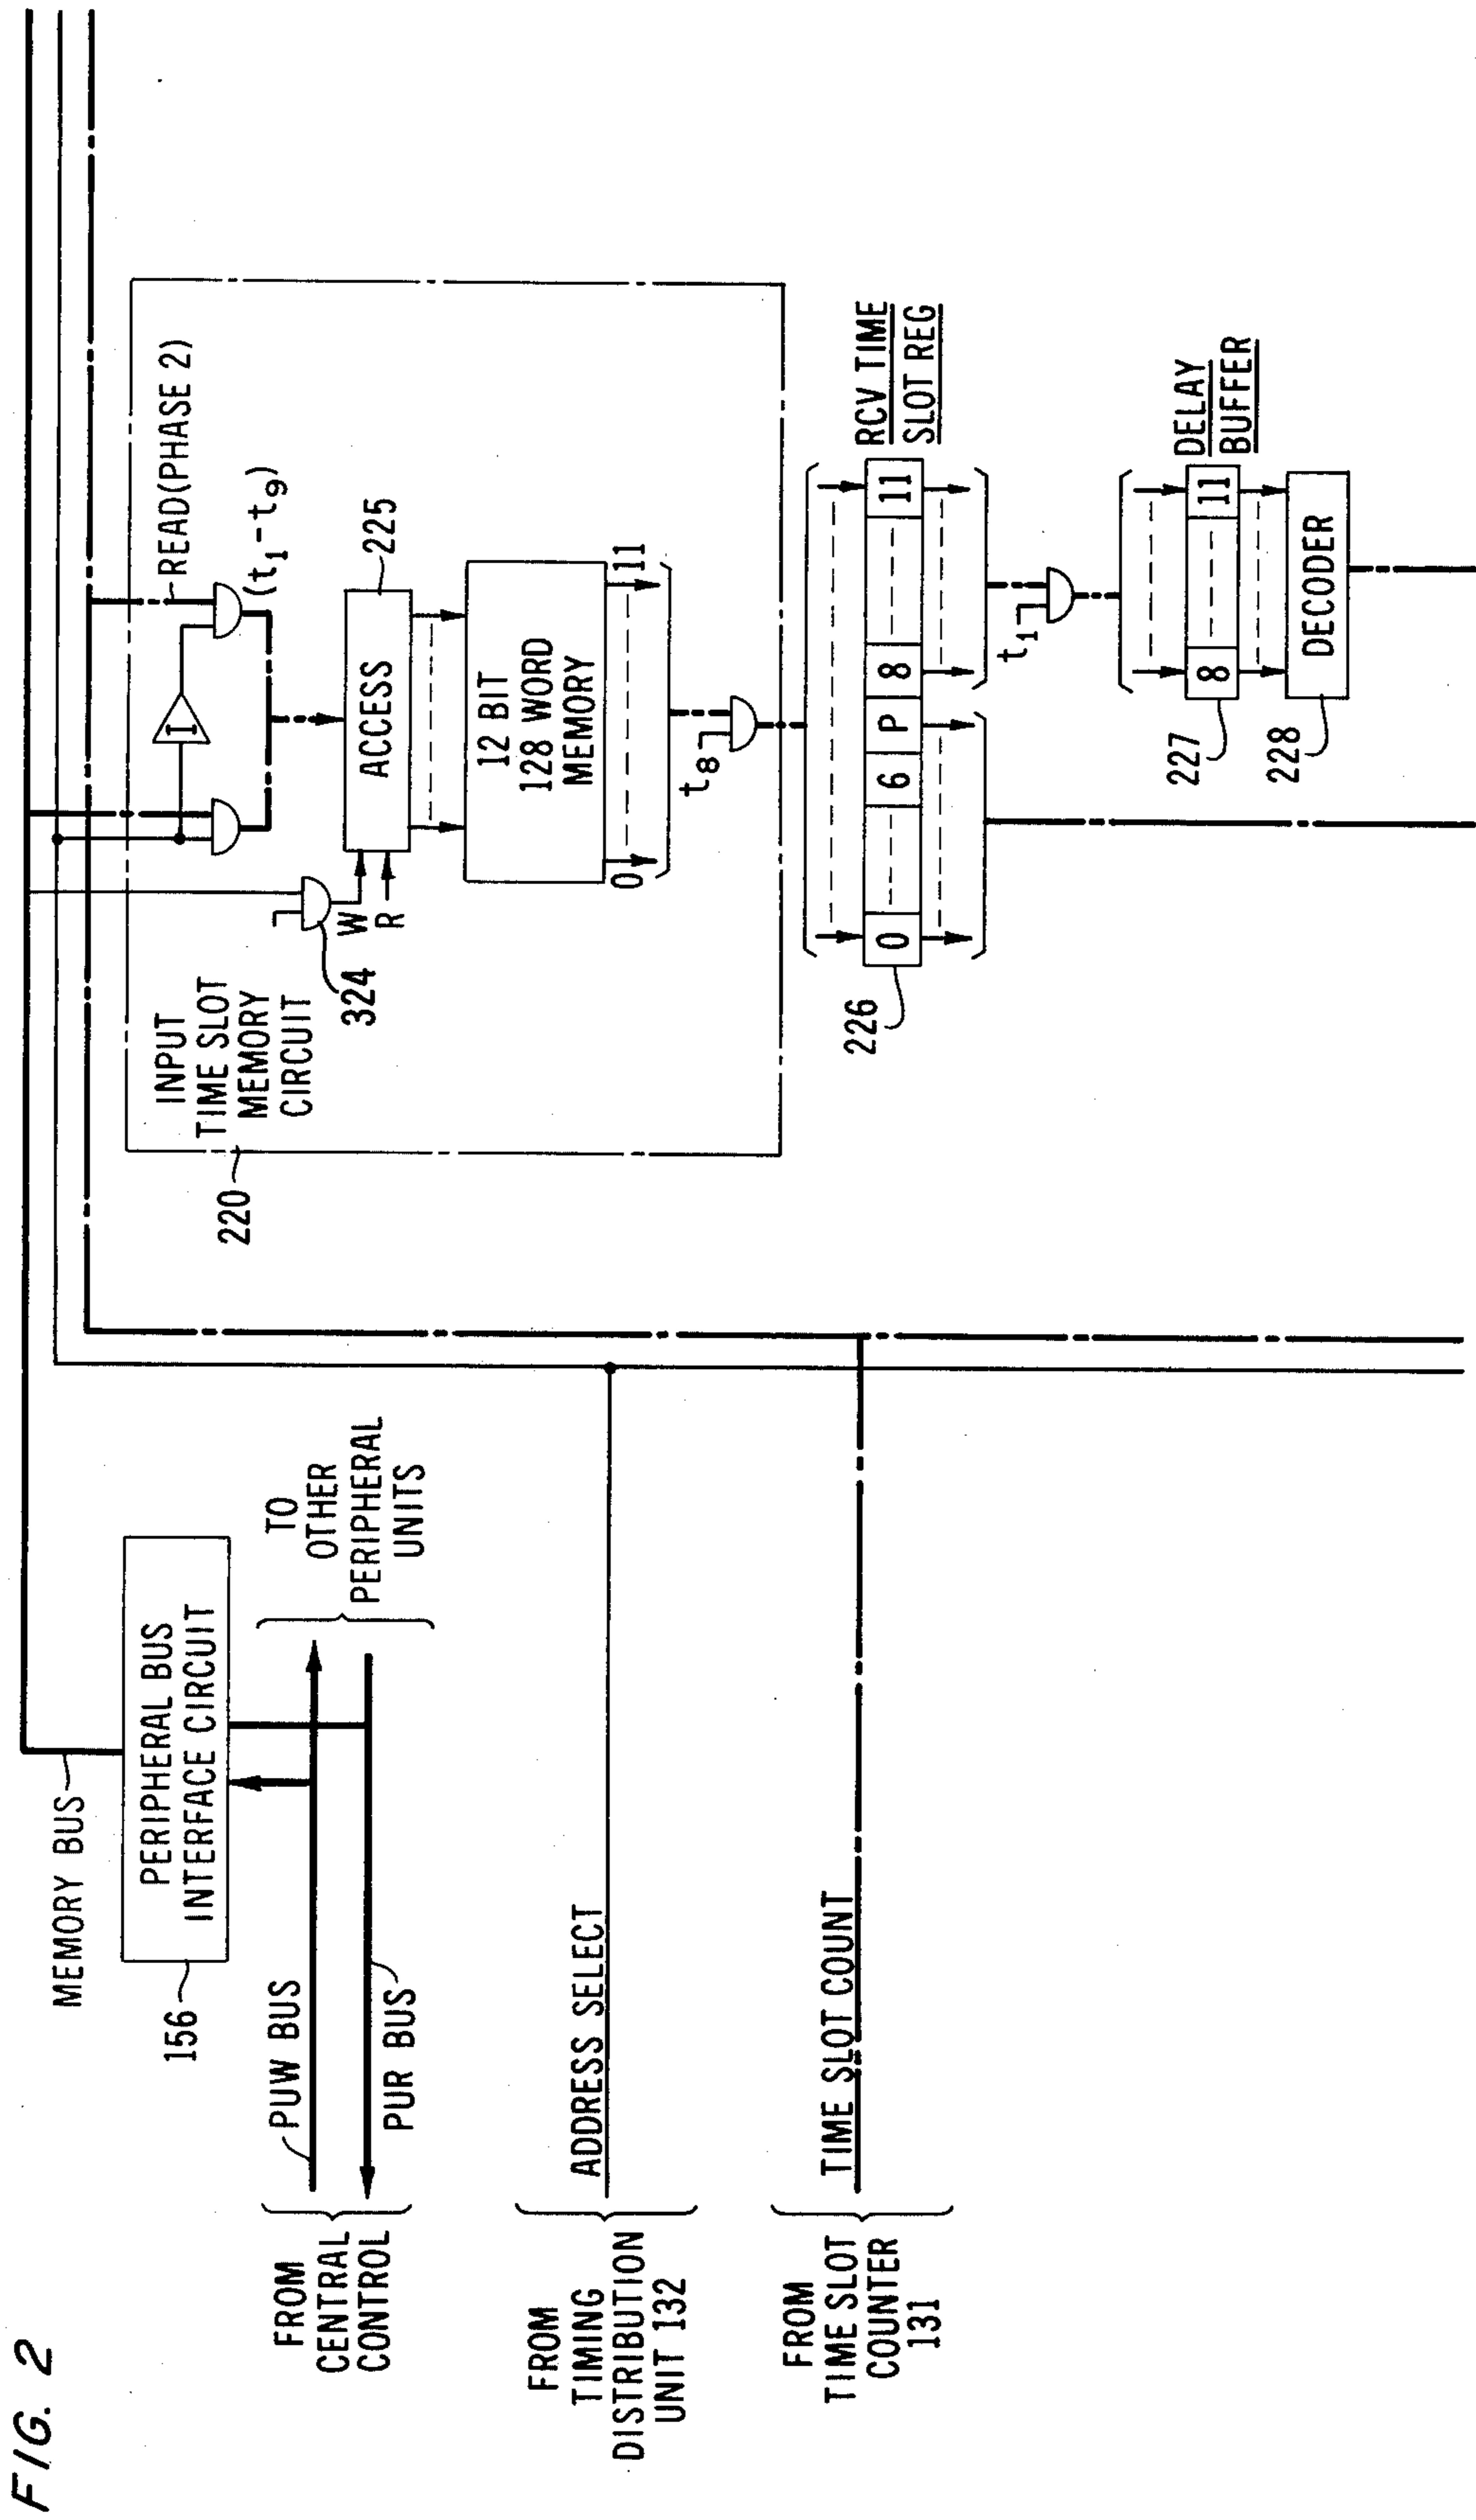 FIG. 2
MEMORY BUS
PERIPHERAL BUS
INTERFACE CIRCUIT
156
PUW BUS
PUR BUS
FROM
CENTRAL
CONTROL
TO
OTHER
PERIPHERAL
UNITS
FROM
TIMING
DISTRIBUTION
UNIT 132
ADDRESS SELECT
FROM
TIME SLOT
COUNTER
131
TIME SLOT COUNT
220
INPUT
TIME SLOT
MEMORY
CIRCUIT
324
W
R
I
READ(PHASE 2)
(t1-t9)
ACCESS
225
12 BIT
128 WORD
MEMORY
0
11
t8
RCV TIME
SLOT REG
226
0
6
P
8
11
t1
DELAY
BUFFER
227
8
11
228
DECODER